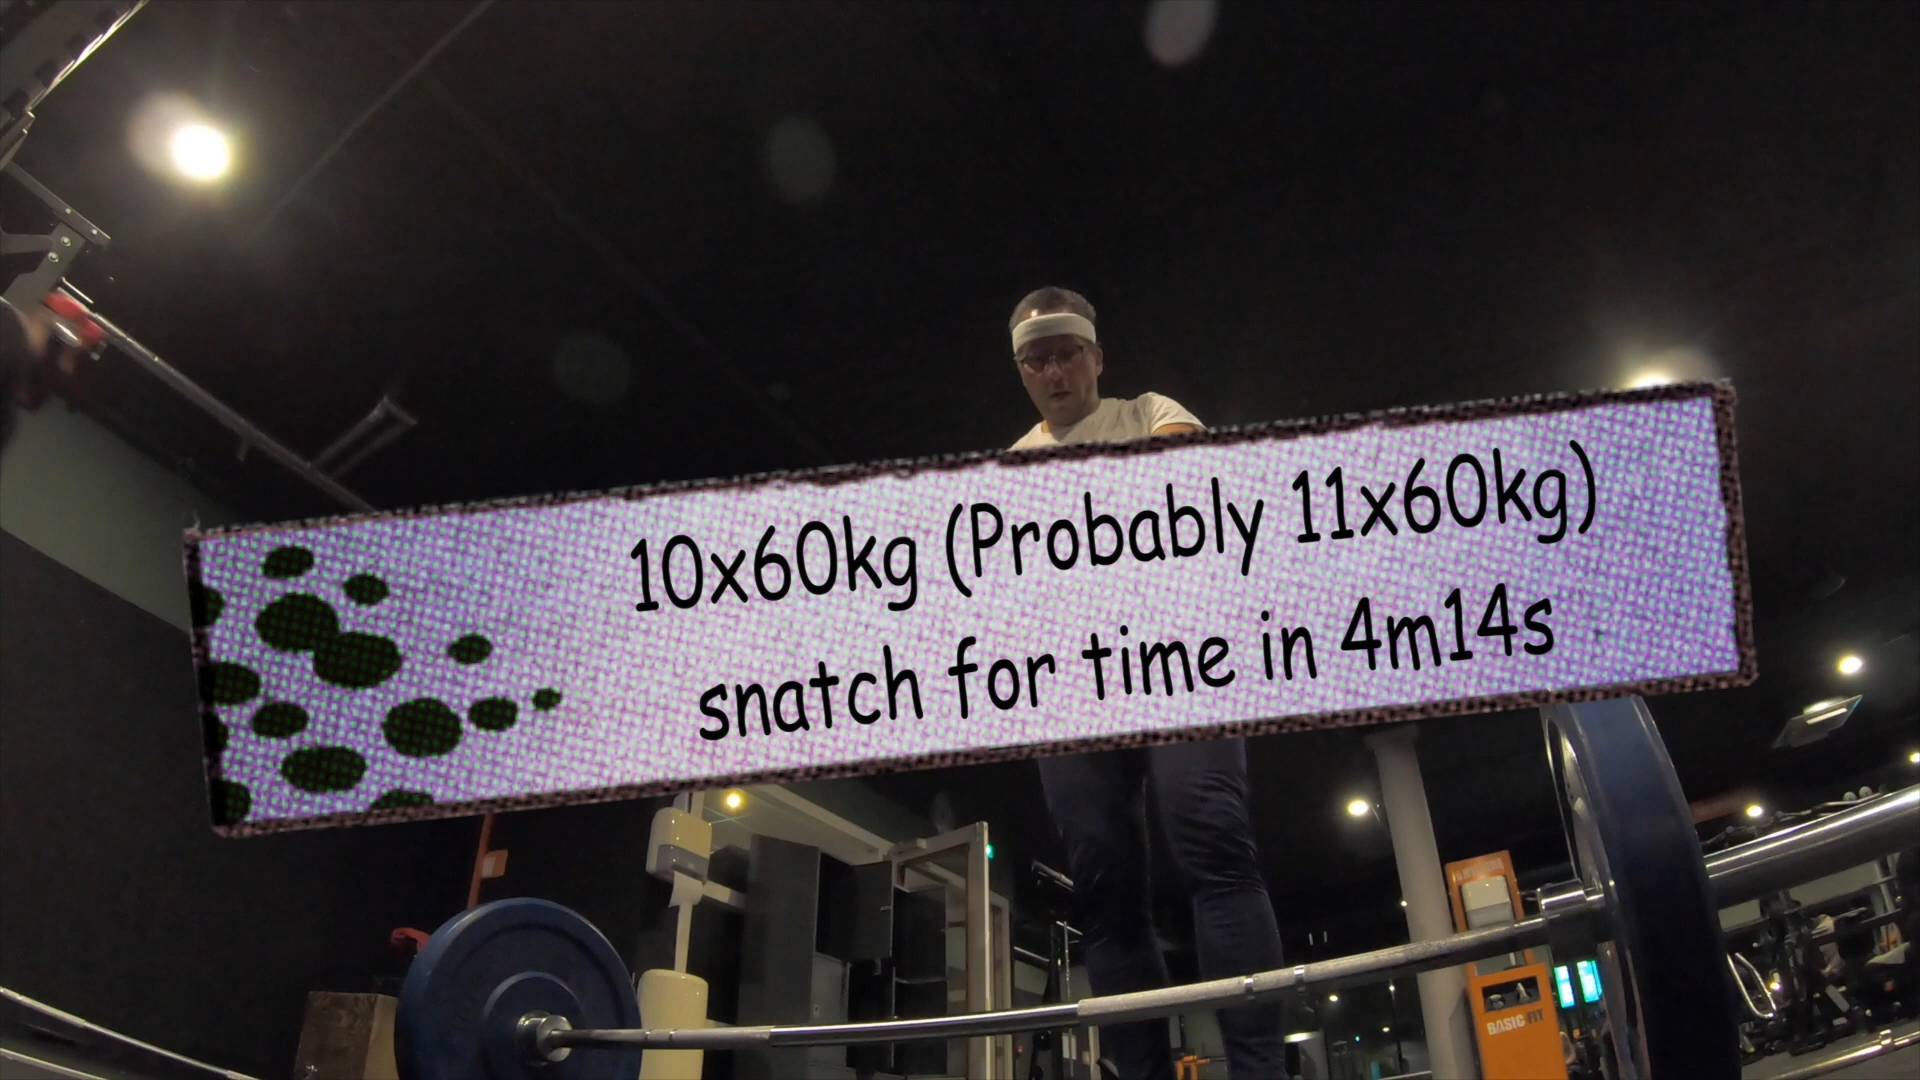 10x60kg (Probably 11x60kg)
snatch for time in 4m14s
BASIC-FIT